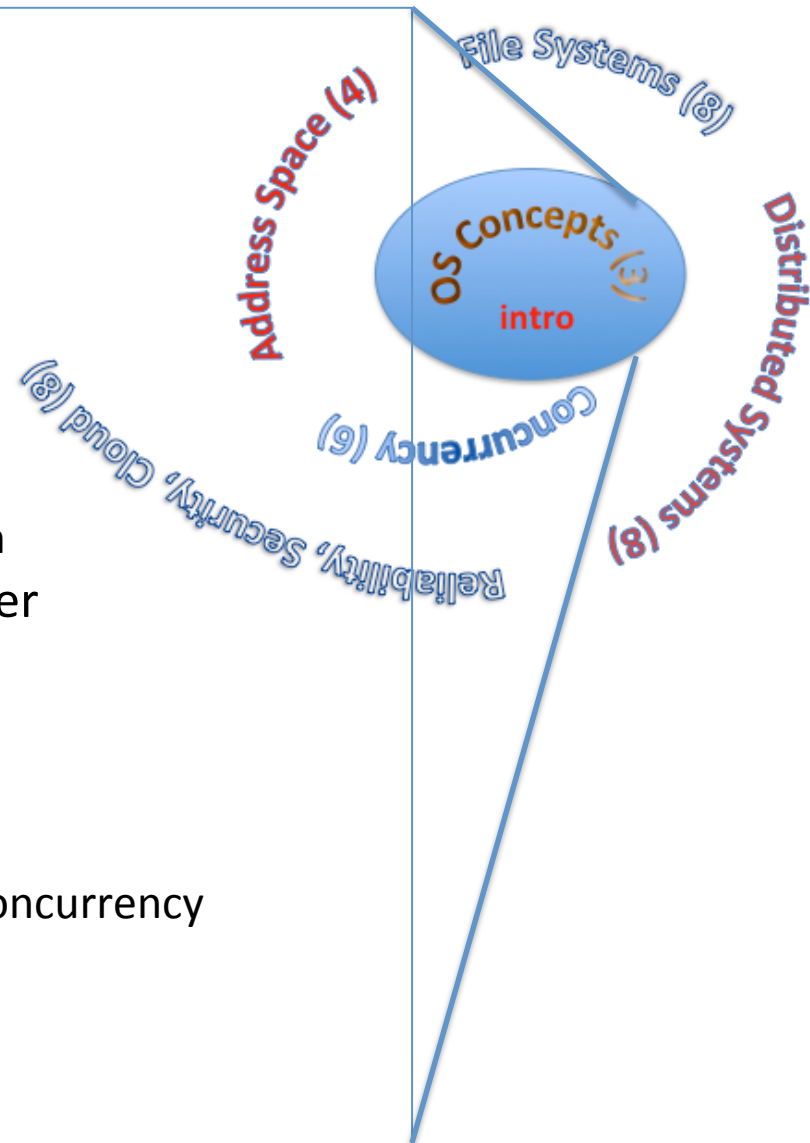 File Systems (8)
Address Space (4)
OS Concepts (3)
intro
Distributed Systems (8)
Concurrency (6)
Reliability, Security, Cloud (8)
er
oncurrency